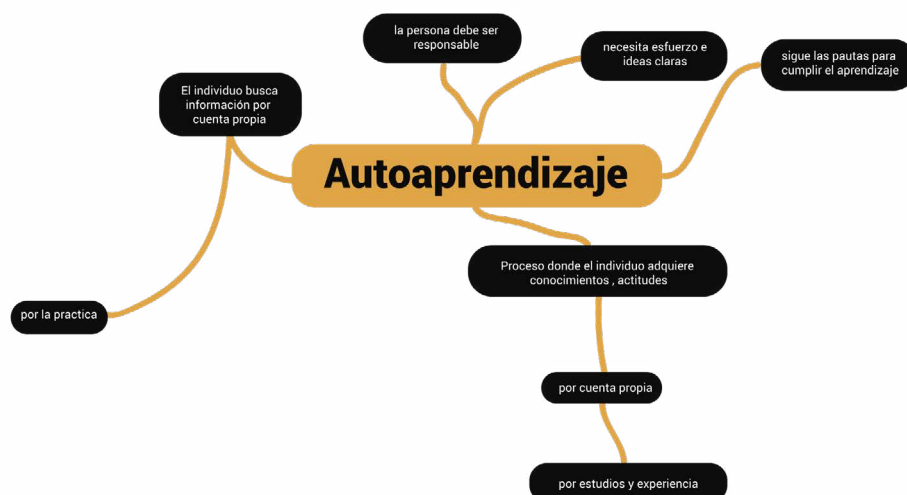 la persona debe ser
responsable
necesita esfuerzo e
ideas claras
sigue las pautas para
cumplir el aprendizaje
El individuo busca
información por
cuenta propia
Autoaprendizaje
Proceso donde el individuo adquiere
conocimientos , actitudes
por la practica
por cuenta propia
por estudios y experiencia